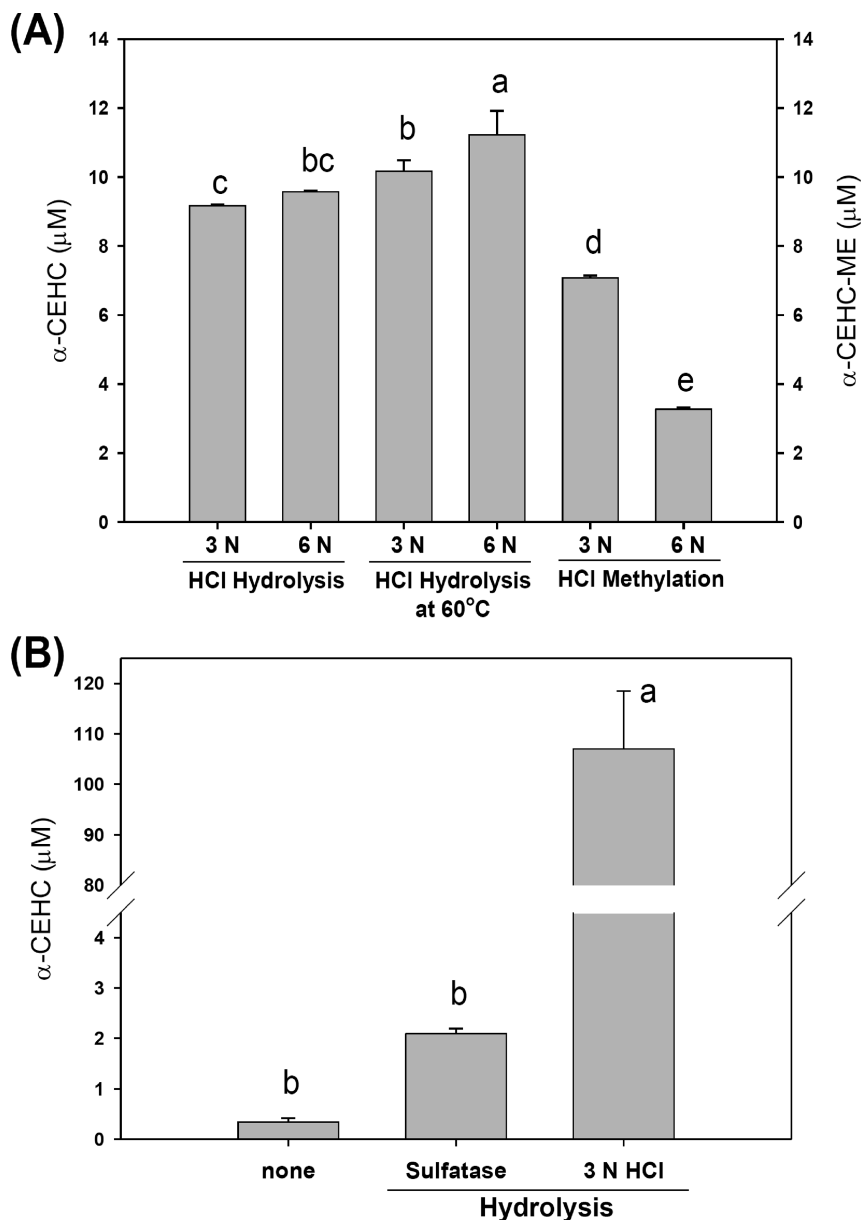 (A)
14 14
12 12
10 10
8 8
6 6
4 4
2 2
0 0
α-CEHC (μM)
α-CEHC-ME (μM)
c bc b a d e
3 N 6 N 3 N 6 N 3 N 6 N
HCl Hydrolysis HCl Hydrolysis HCl Methylation
at 60°C
(B)
120
110
100
90
80
4
3
2
1
0
α-CEHC (μM)
b b a
none Sulfatase 3 N HCl
Hydrolysis